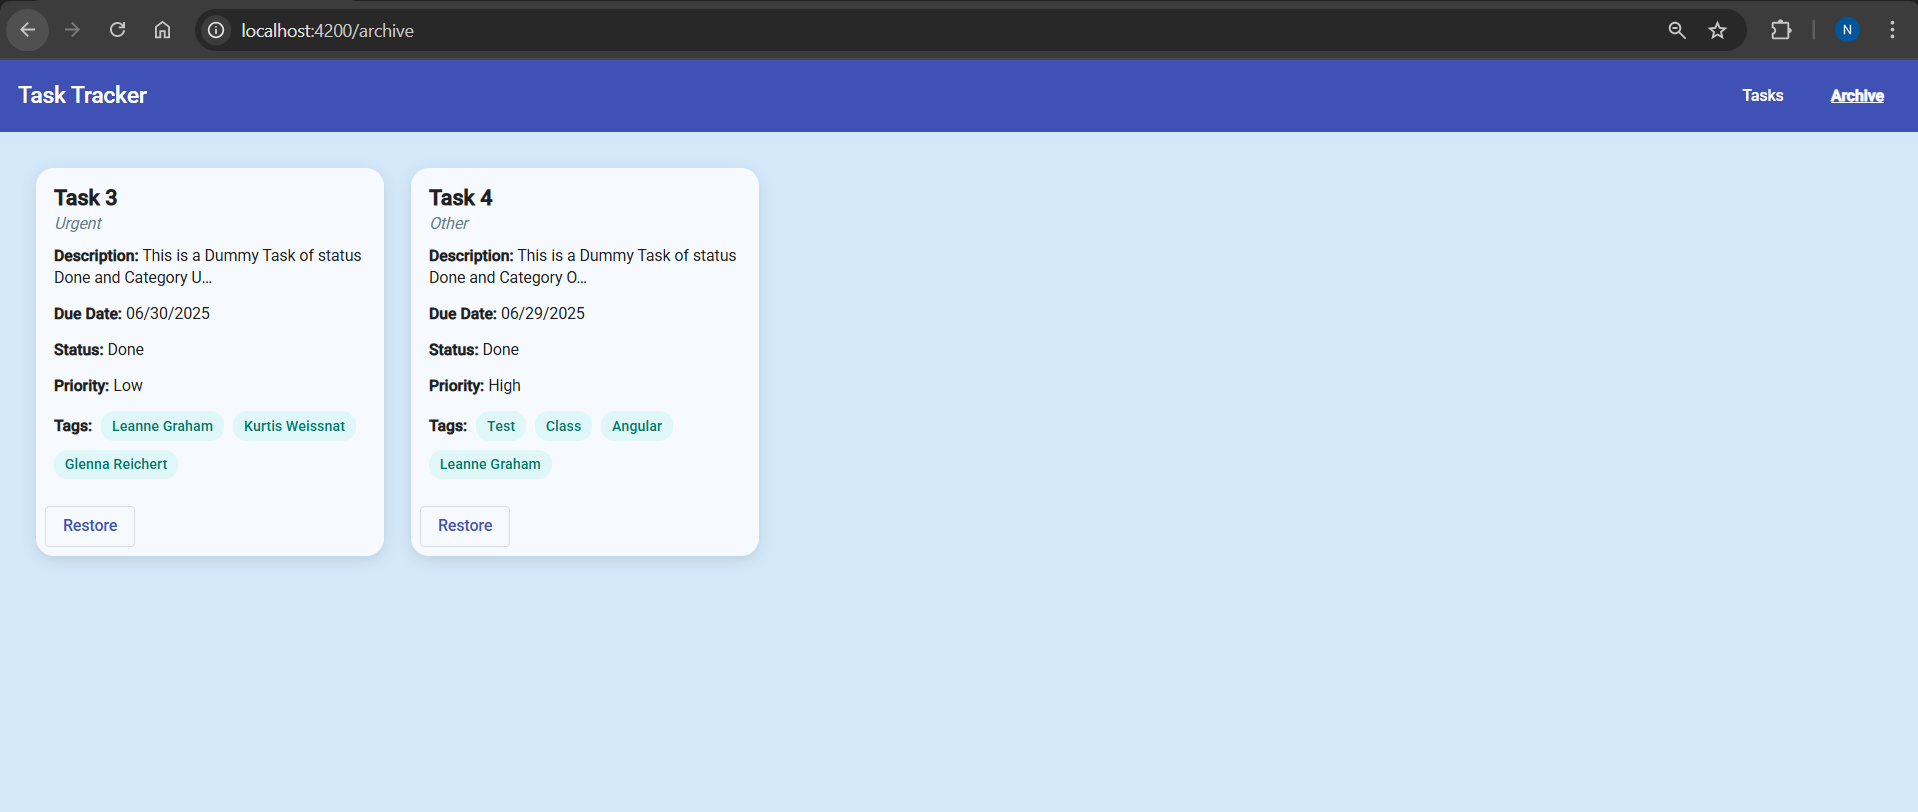 localhost:4200/archive
N
Task Tracker
Tasks
Archive
Task 3
Urgent
Description: This is a Dummy Task of status
Done and Category U...
Due Date: 06/30/2025
Status: Done
Priority: Low
Tags: Leanne Graham Kurtis Weissnat
Glenna Reichert
Restore
Task 4
Other
Description: This is a Dummy Task of status
Done and Category O...
Due Date: 06/29/2025
Status: Done
Priority: High
Tags: Test Class Angular
Leanne Graham
Restore